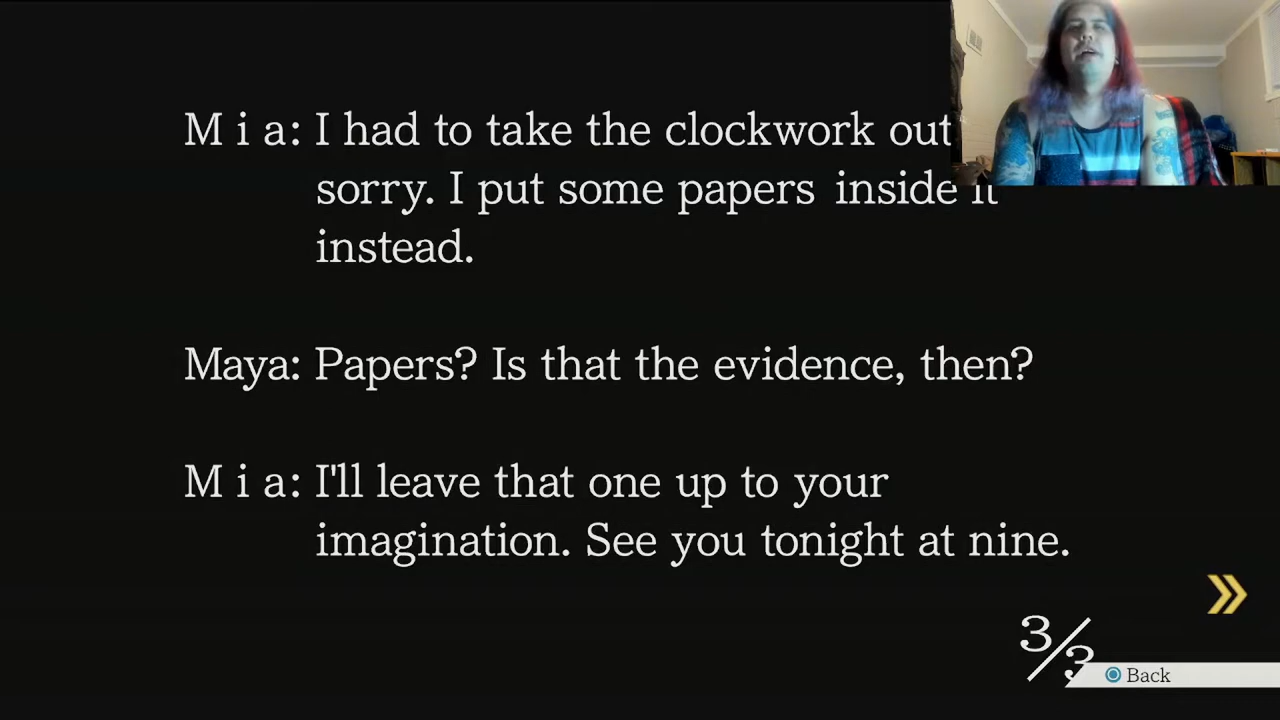 M i a: I had to take the clockwork out
sorry. I put some papers inside it
instead.
Maya: Papers? Is that the evidence, then?
M i a: I'll leave that one up to your
imagination. See you tonight at nine.
3/3
Back